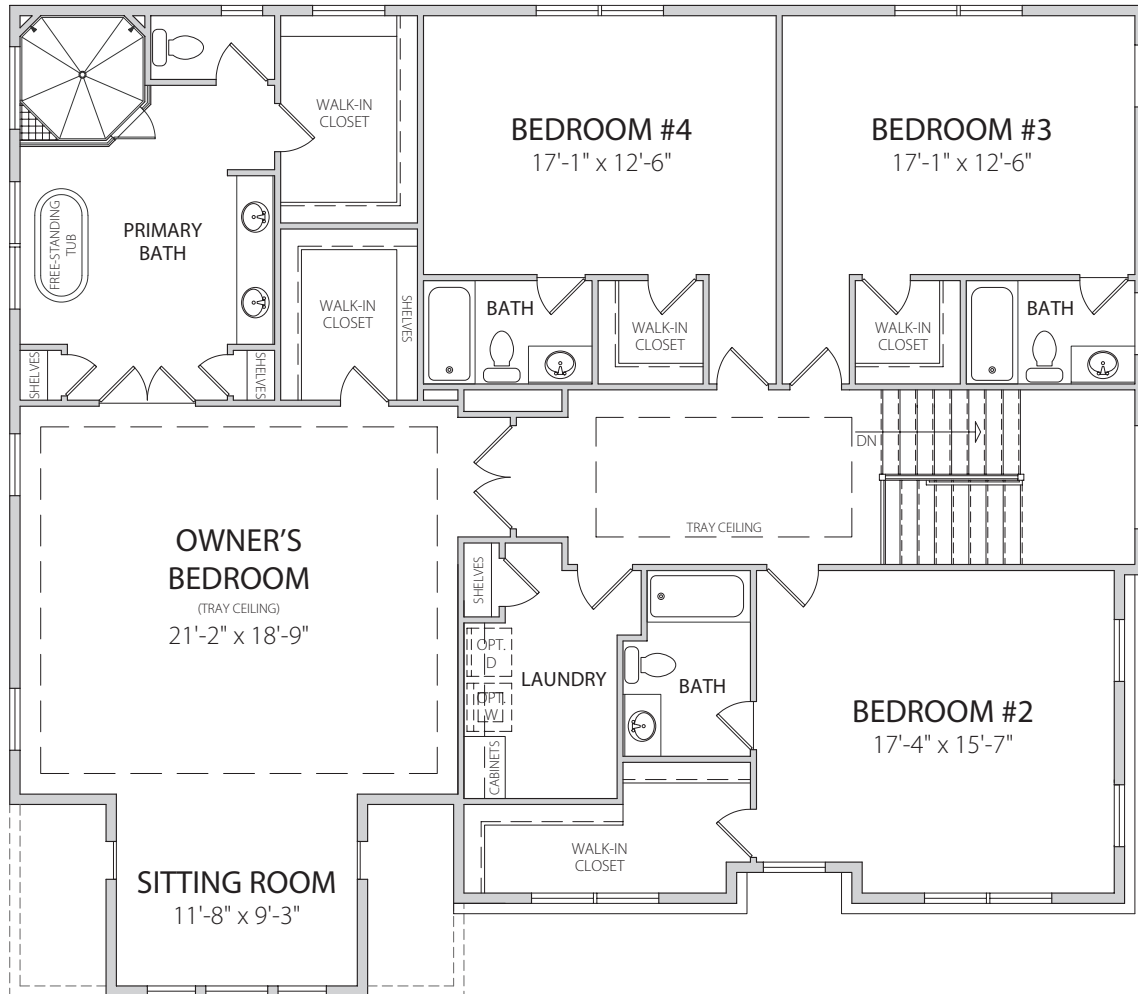 WALK-IN
CLOSET
BEDROOM #4
17'-1" x 12'-6"
BEDROOM #3
17'-1" x 12'-6"
FREE-STANDING
TUB
PRIMARY
BATH
WALK-IN
CLOSET
SHELVES
BATH
WALK-IN
CLOSET
WALK-IN
CLOSET
BATH
SHELVES
SHELVES
DN
TRAY CEILING
OWNER'S
BEDROOM
(TRAY CEILING)
21'-2" x 18'-9"
SHELVES
OPT.
D
OPT.
W
LAUNDRY
CABINETS
BATH
BEDROOM #2
17'-4" x 15'-7"
WALK-IN
CLOSET
SITTING ROOM
11'-8" x 9'-3"